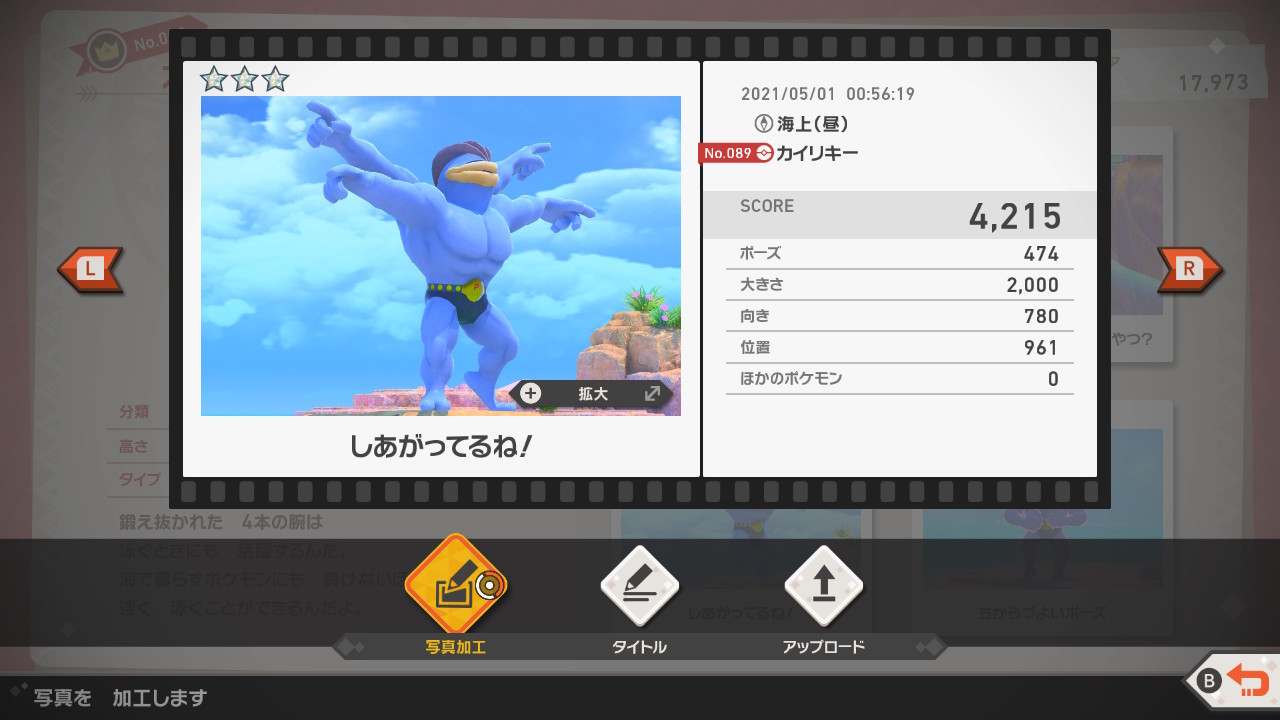 No.0
17,973
2021/05/01 00:56:19
海上(昼)
No.089 カイリキー
SCORE 4,215
ポーズ 474
大きさ 2,000
向き 780
位置 961
ほかのポケモン 0
L
R
+ 拡大
しあがってるね!
やつ?
分類
高さ
タイプ
鍛え抜かれた 4本の腕は
泳ぐときにも 活躍するんだ。
海で暮らすポケモンにも 負けない
泳ぐことができるんだよ。
しあがってるね!
ちからづよいポーズ
写真加工
タイトル
アップロード
B
写真を 加工します